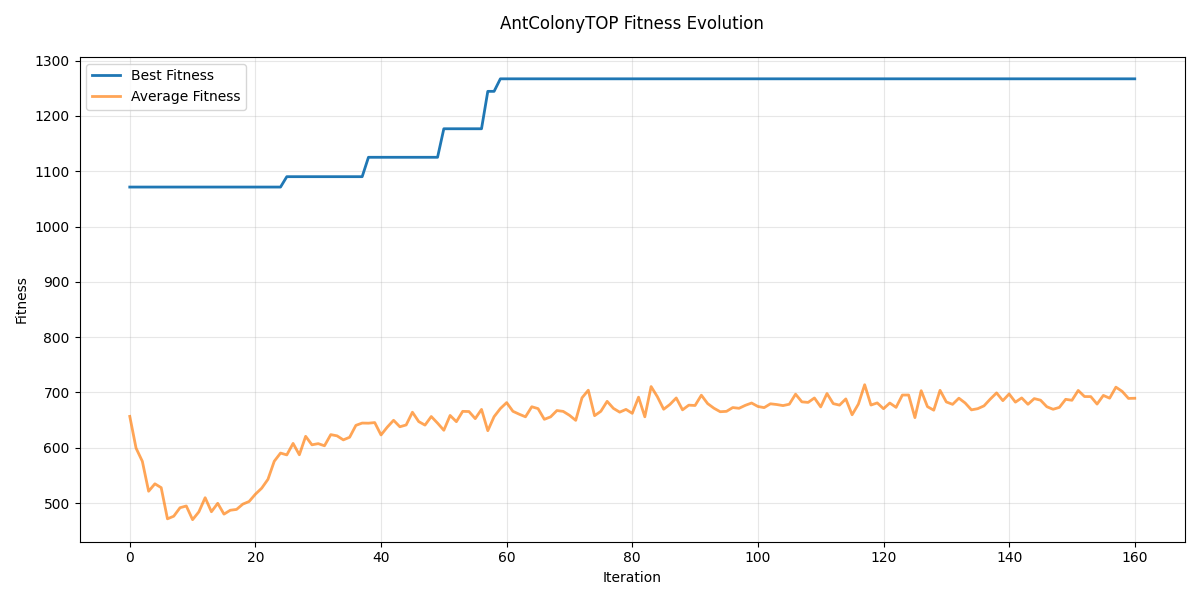 AntColonyTOP Fitness Evolution
Best Fitness
Average Fitness
1300
1200
1100
1000
900
800
700
600
500
Fitness
0 20 40 60 80 100 120 140 160
Iteration